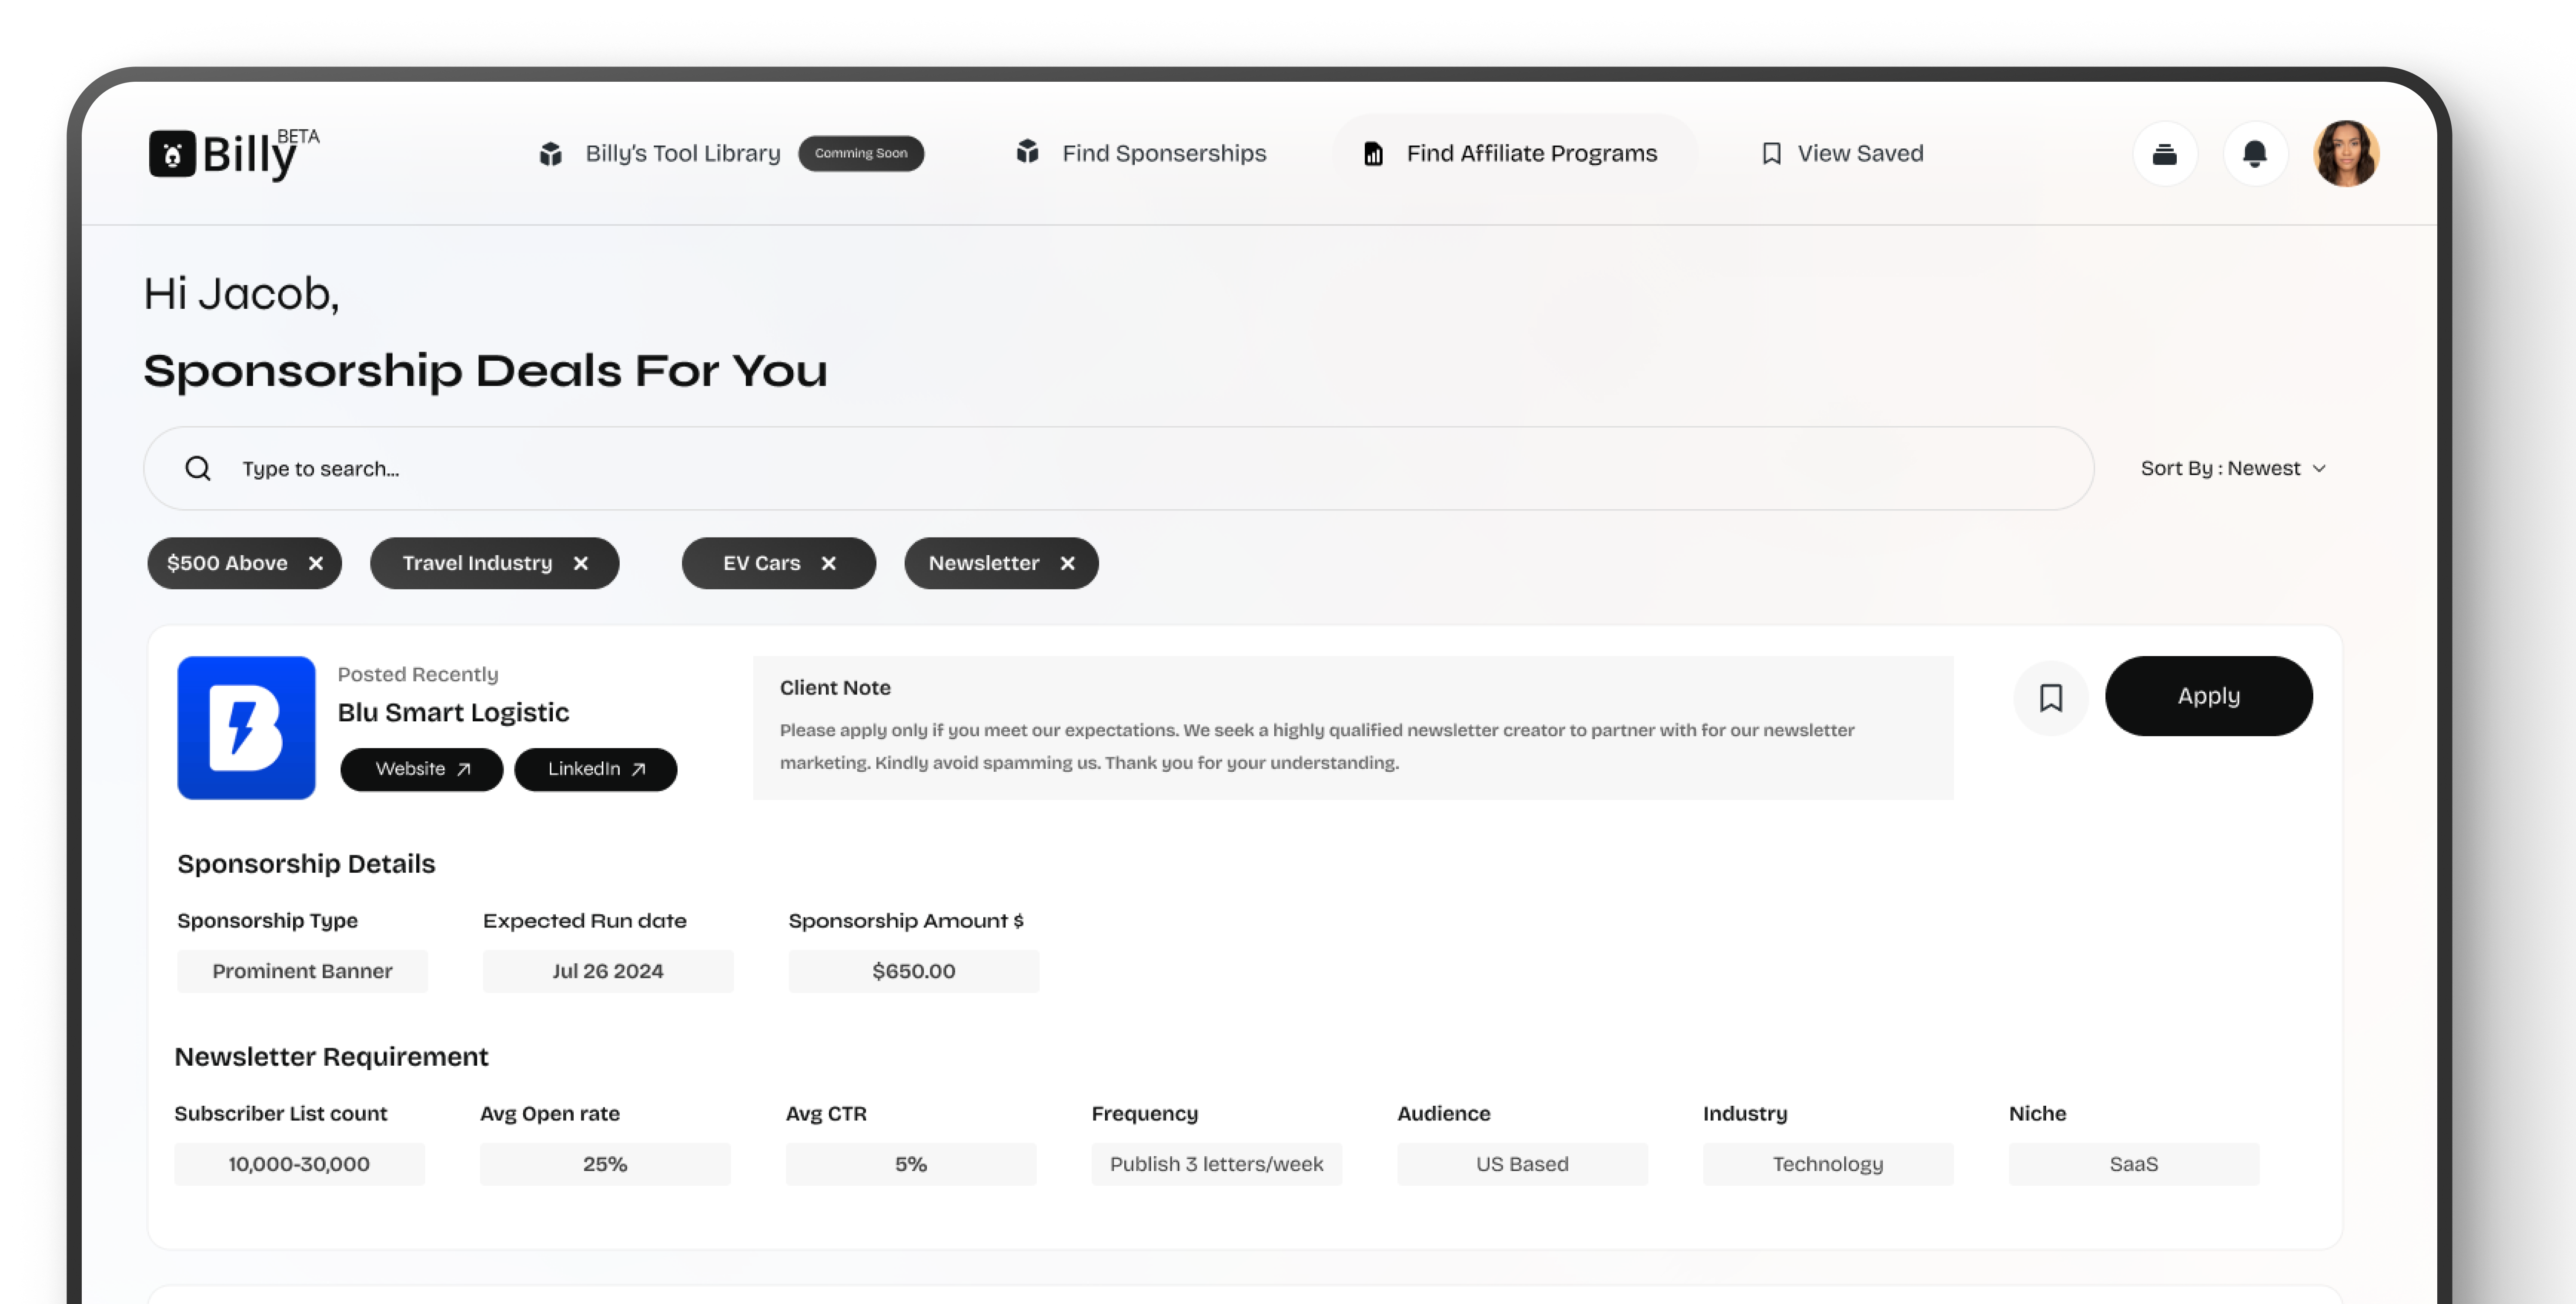 Billy BETA
Billy's Tool Library
Comming Soon
Find Sponserships
Find Affiliate Programs
View Saved
Hi Jacob,
Sponsorship Deals For You
Type to search...
Sort By : Newest
$500 Above
Travel Industry
EV Cars
Newsletter
B
Posted Recently
Blu Smart Logistic
Website
LinkedIn
Client Note
Please apply only if you meet our expectations. We seek a highly qualified newsletter creator to partner with for our newsletter
marketing. Kindly avoid spamming us. Thank you for your understanding.
Apply
Sponsorship Details
Sponsorship Type
Expected Run date
Sponsorship Amount $
Prominent Banner
Jul 26 2024
$650.00
Newsletter Requirement
Subscriber List count
Avg Open rate
Avg CTR
Frequency
Audience
Industry
Niche
10,000-30,000
25%
5%
Publish 3 letters/week
US Based
Technology
SaaS